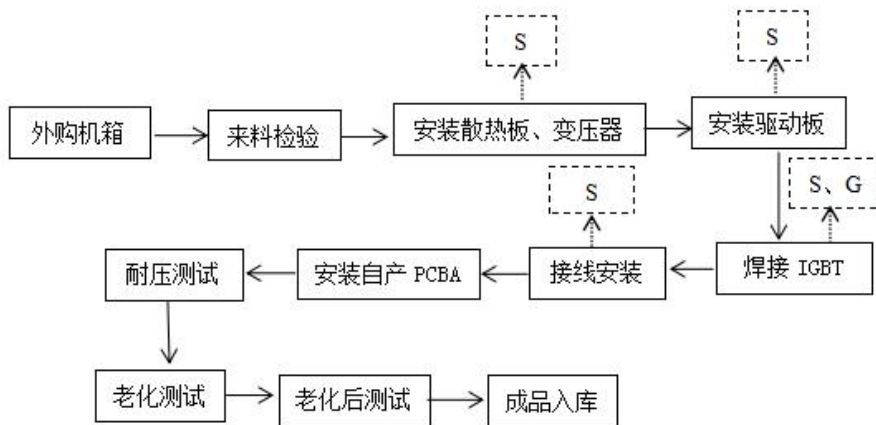 S
S
外购机箱
来料检验
安装散热板、变压器
安装驱动板
S
S、G
耐压测试
安装自产 PCBA
接线安装
焊接 IGBT
老化测试
老化后测试
成品入库